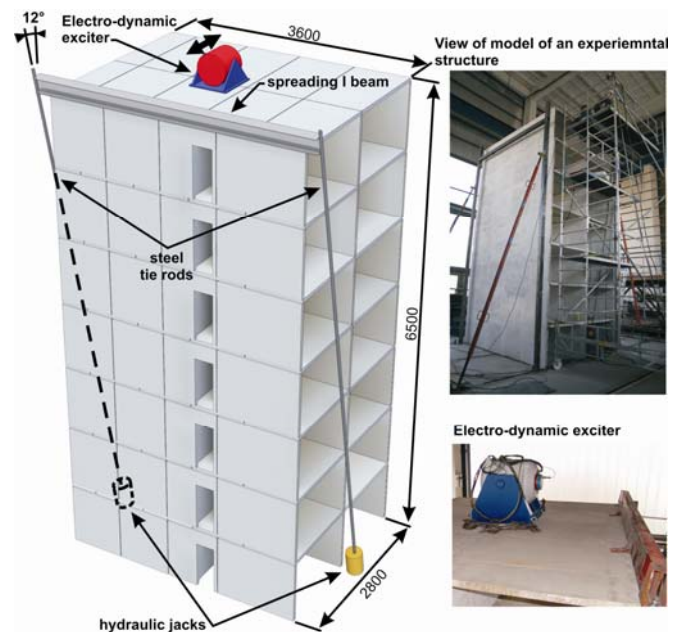 12°
Electro-dynamic
exciter
3600
View of model of an experiemntal
structure
spreading I beam
steel
tie rods
6500
Electro-dynamic exciter
2800
hydraulic jacks